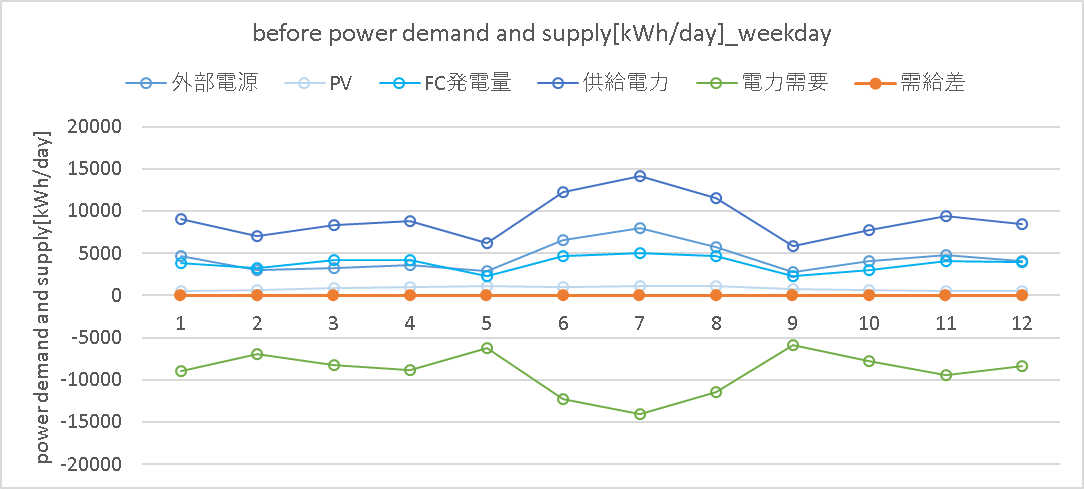 before power demand and supply[kWh/day]_weekday
外部電源 PV FC発電量 供給電力 電力需要 需給差
power demand and supply[kWh/day]
20000
15000
10000
5000
0
-5000
-10000
-15000
-20000
1 2 3 4 5 6 7 8 9 10 11 12